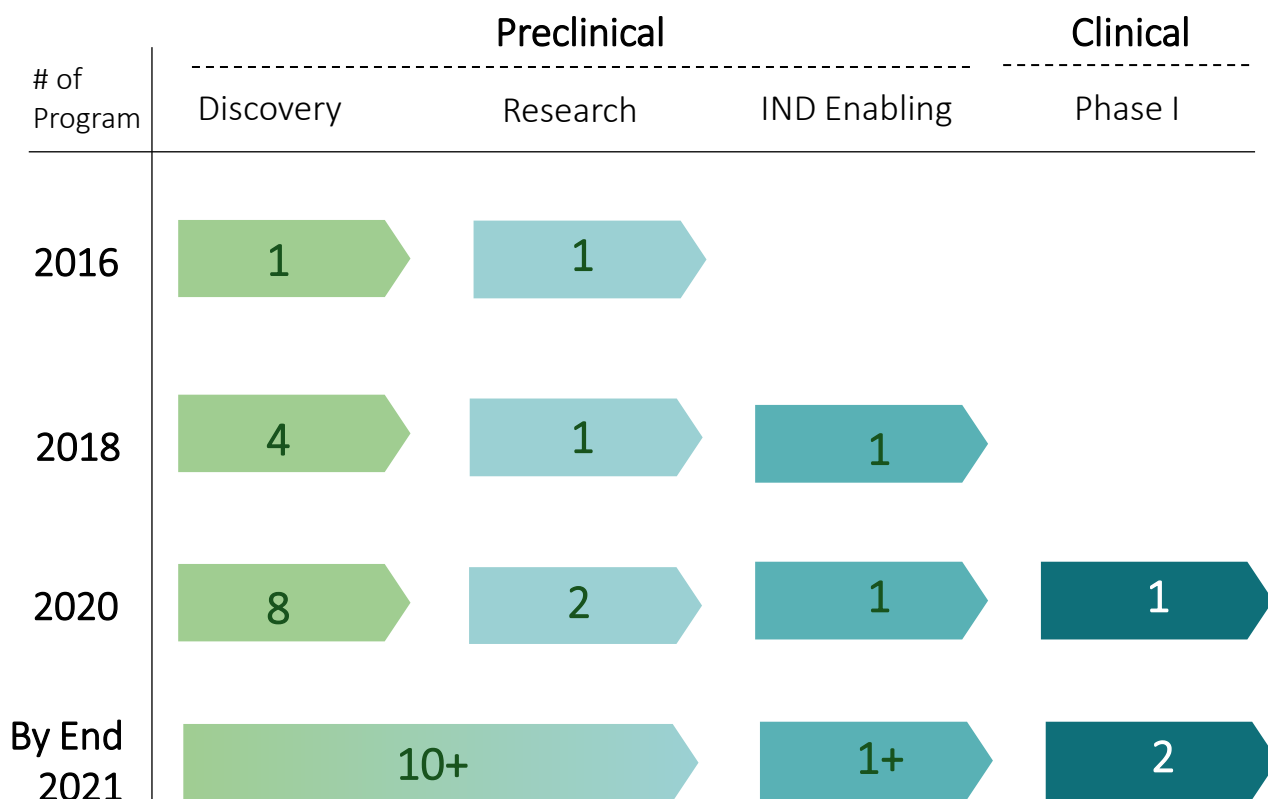 Preclinical
Clinical
# of
Program
Discovery
Research
IND Enabling
Phase I
2016
1
1
2018
4
1
1
2020
8
2
1
1
By End
2021
10+
1+
2